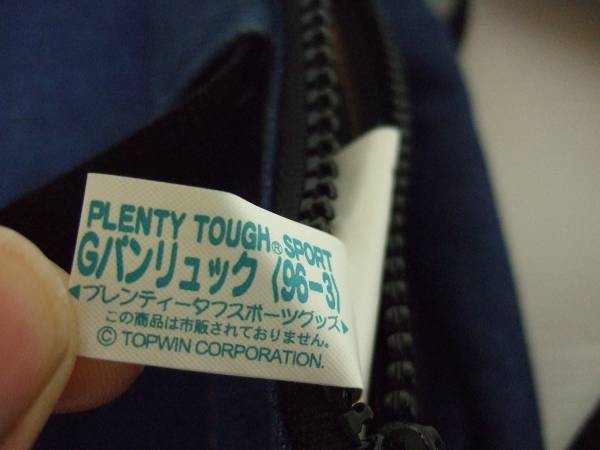 PLENTY TOUGH® SPORT
Gバンリュック (96-3)
◀プレンティータフスポーツグッズ▶
この商品は市販されておりません。
© TOPWIN CORPORATION.